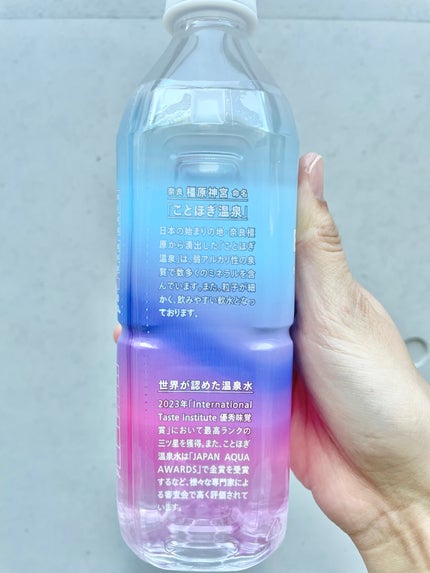 奈良 橿原神宮 命名
「ことほぎ温泉」
日本の始まりの地・奈良橿
原から湧出した「ことほぎ
温泉」は、弱アルカリ性の泉
質で数多くのミネラルを含
んでいます。また、粒子が細
かく、飲みやすい軟水となっ
ております。
世界が認めた温泉水
2023年「International
Taste Institute 優秀味覚
賞」において最高ランクの
三ツ星を獲得。また、ことほぎ
温泉水は「JAPAN AQUA
AWARDS」で金賞を受賞
するなど、様々な専門家によ
る審査会で高く評価されて
います。